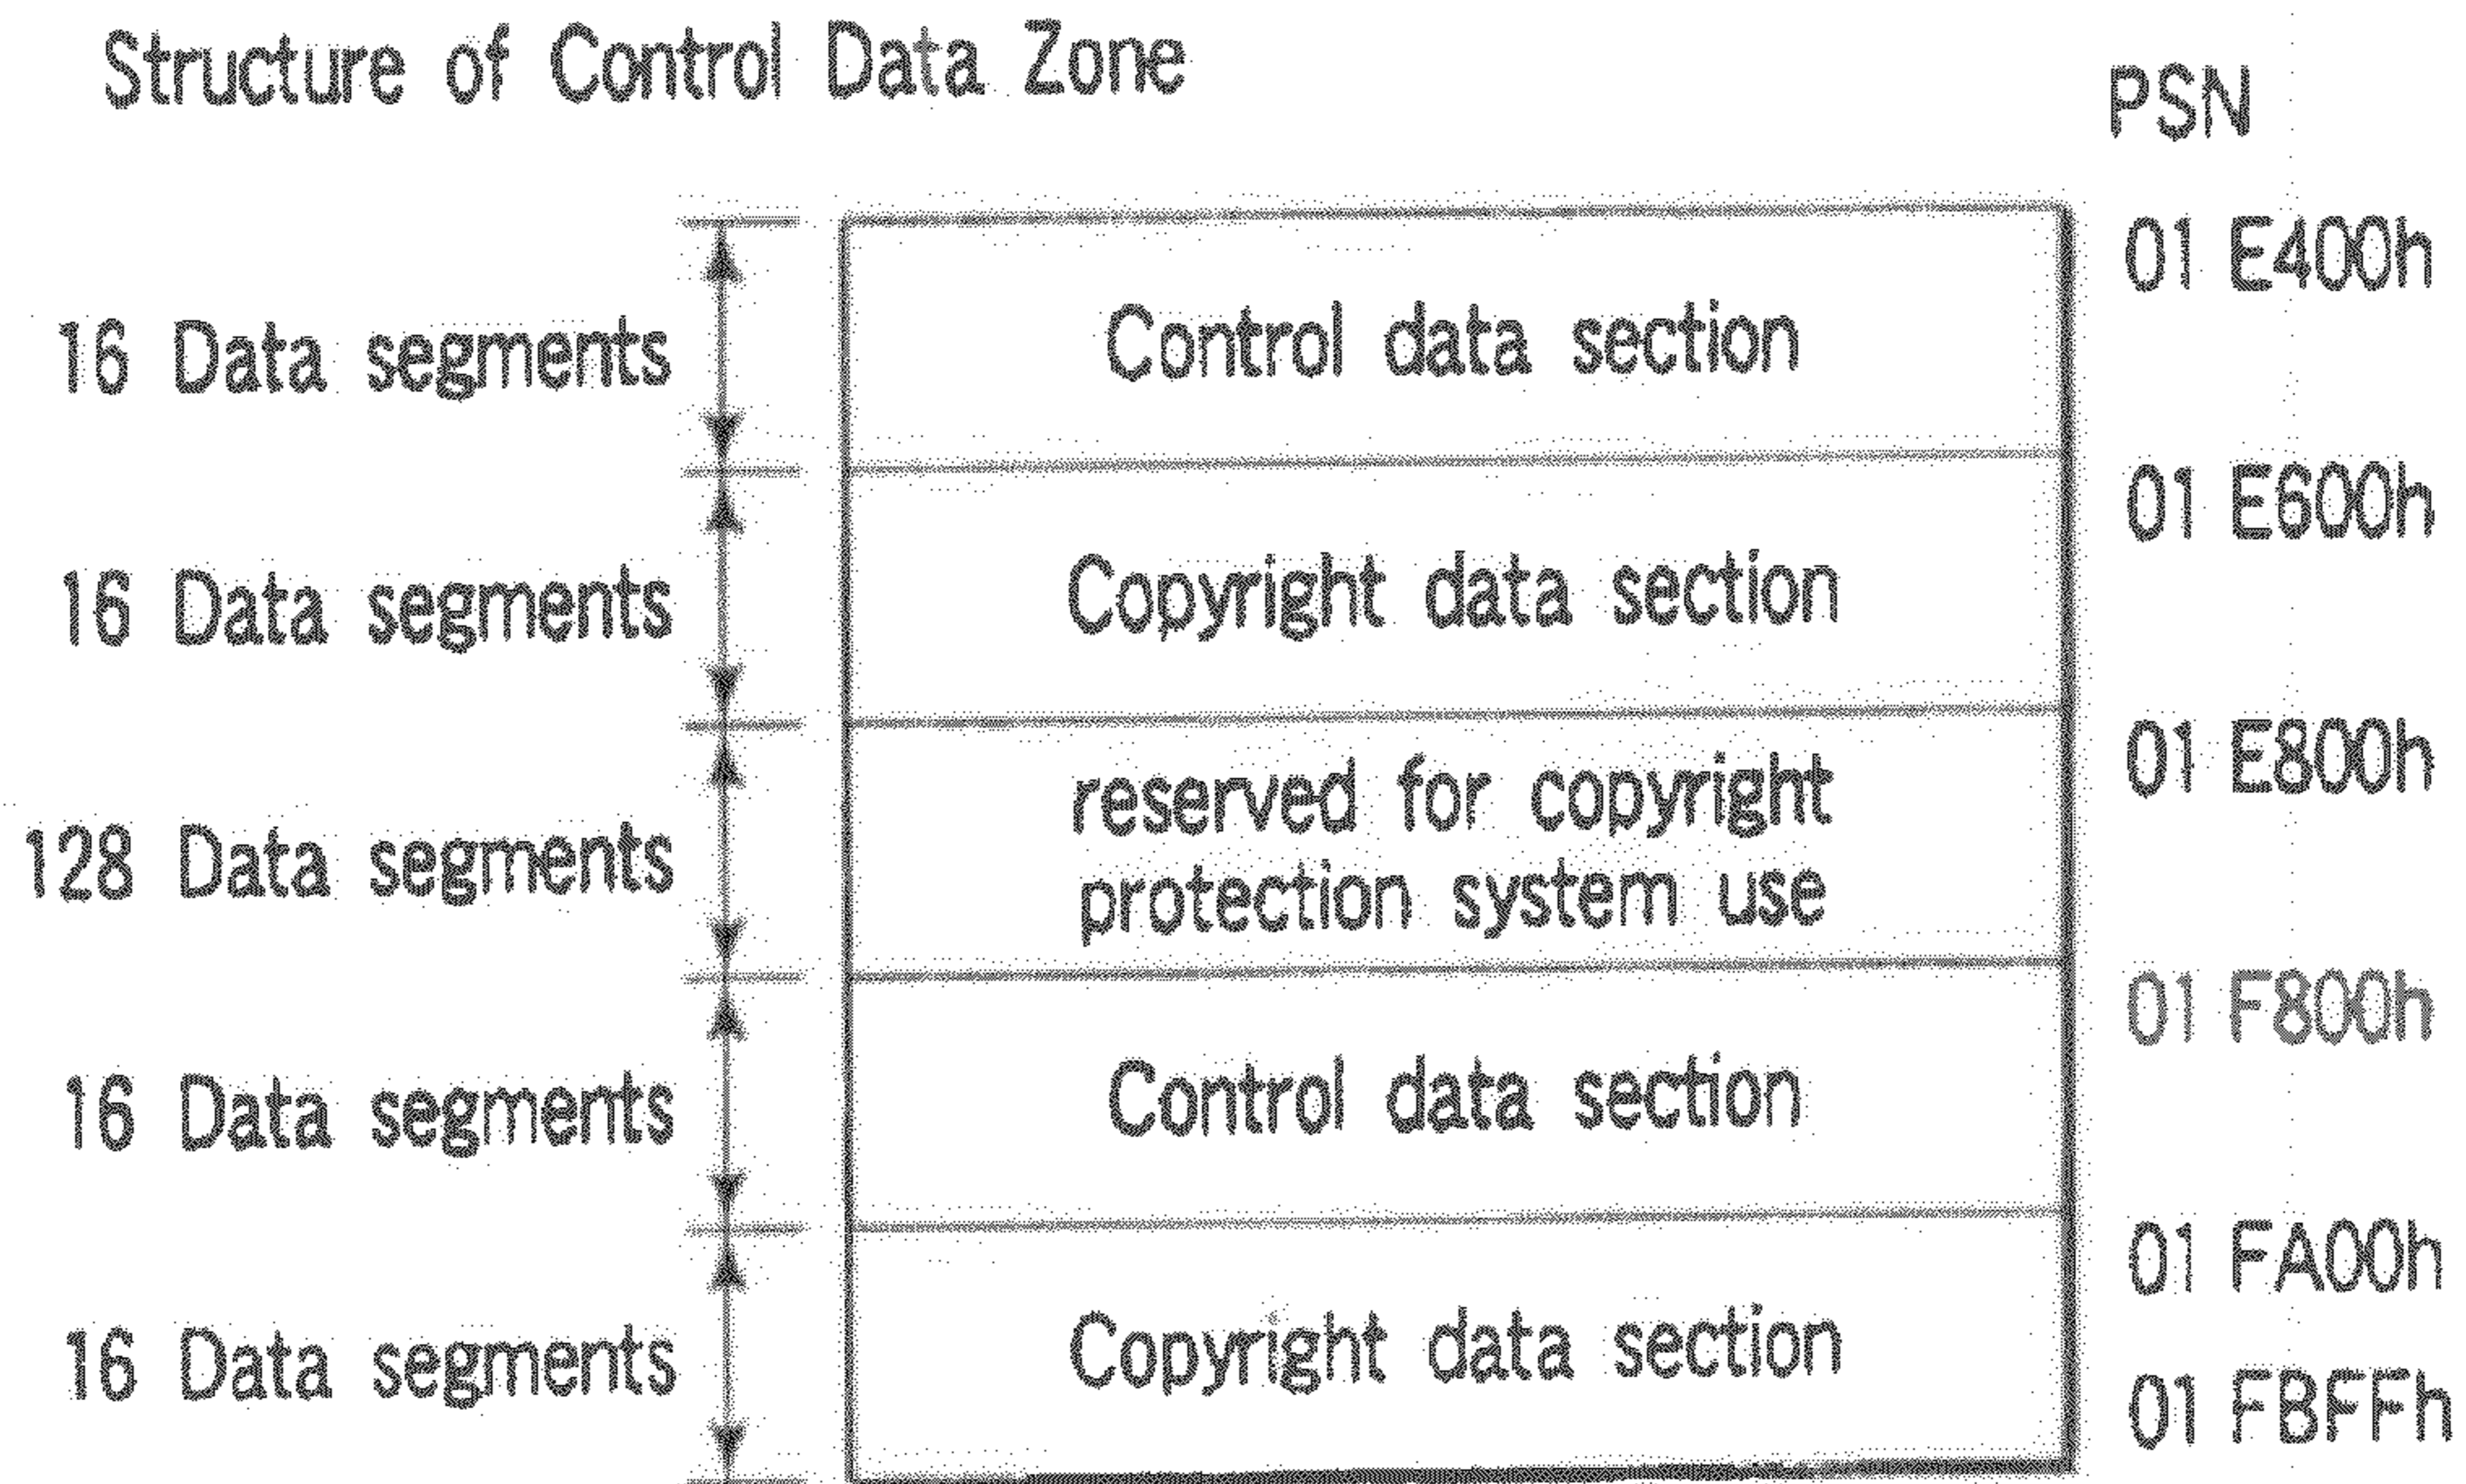 Structure of Control Data Zone
PSN
01 E400h
16 Data segments
Control data section
01 E600h
16 Data segments
Copyright data section
01 E800h
128 Data segments
reserved for copyright
protection system use
01 F800h
16 Data segments
Control data section
01 FA00h
16 Data segments
Copyright data section
01 FBFFh